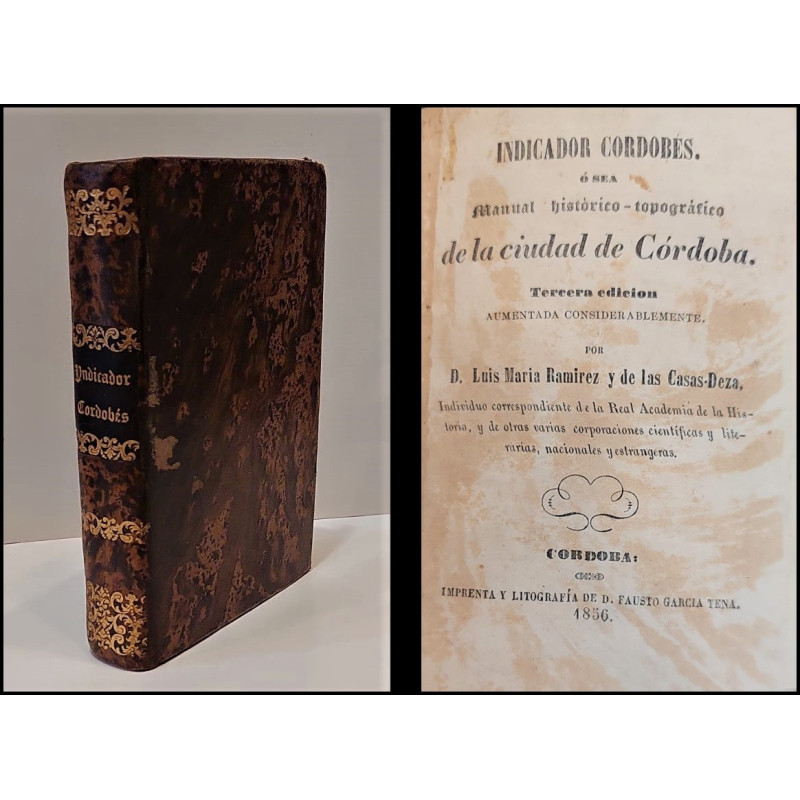 Yndicador
Cordobés
INDICADOR CORDOBÉS.
ó SEA
Manual histórico-topográfico
de la ciudad de Córdoba.
Tercera edicion
AUMENTADA CONSIDERABLEMENTE.
POR
D. Luis Maria Ramirez y de las Casas-Deza,
Individuo correspondiente de la Real Academia de la His-
toria, y de otras varias corporaciones científicas y lite-
rarias, nacionales y estrangeras.
CORDOBA:
IMPRENTA Y LITOGRAFÍA DE D. FAUSTO GARCIA TENA.
1856.